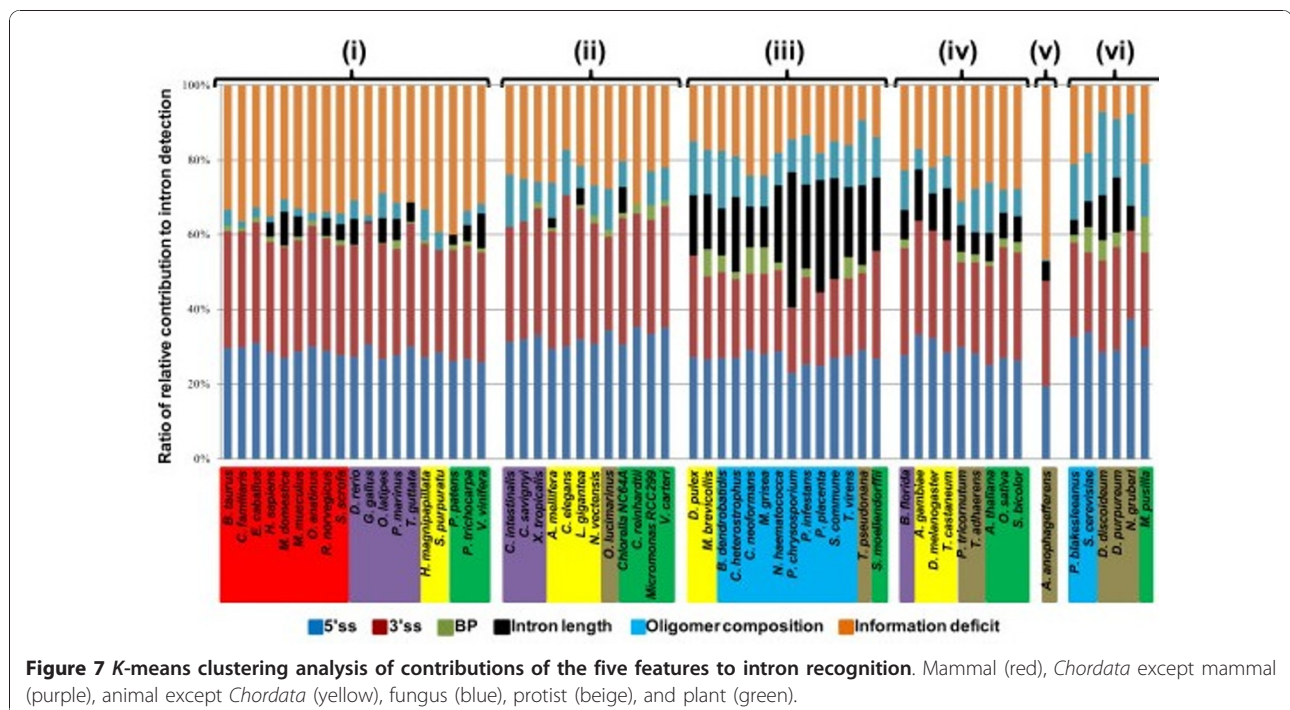 (i) (ii) (iii) (iv) (v) (vi)
Ratio of relative contribution to intron detection
100%
80%
60%
40%
20%
0%
B. taurus
C. familiaris
E. caballus
H. sapiens
M. domestica
M. musculus
O. anatinus
R. norvegicus
S. scrofa
D. rerio
G. gallus
O. latipes
P. marinus
T. guttata
H. magnipapillata
S. purpuratu
P. patens
P. trichocarpa
V. vinifera
C. intestinalis
C. savignyi
X. tropicalis
A. mellifera
C. elegans
L. gigantea
N. vectensis
O. lucimarinus
Chlorella NC64A
C. reinhardtii
Micromonas RCC299
V. carteri
D. pulex
M. brevicollis
B. dendrobatidis
C. heterostrophus
C. neoformans
M. grisea
N. haematococca
P. chrysosporium
P. infestans
P. placenta
S. commune
T. virens
T. pseudonana
S. moellendorffii
B. florida
A. gambiae
D. melanogaster
T. castaneum
P. tricornutum
T. adhaerens
A. thaliana
O. sativa
S. bicolor
A. anophagefferens
P. blakesleeanus
S. cerevisiae
D. discoideum
D. purpureum
N. gruberi
M. pusilla
5'ss 3'ss BP Intron length Oligomer composition Information deficit
Figure 7 K-means clustering analysis of contributions of the five features to intron recognition. Mammal (red), Chordata except mammal
(purple), animal except Chordata (yellow), fungus (blue), protist (beige), and plant (green).